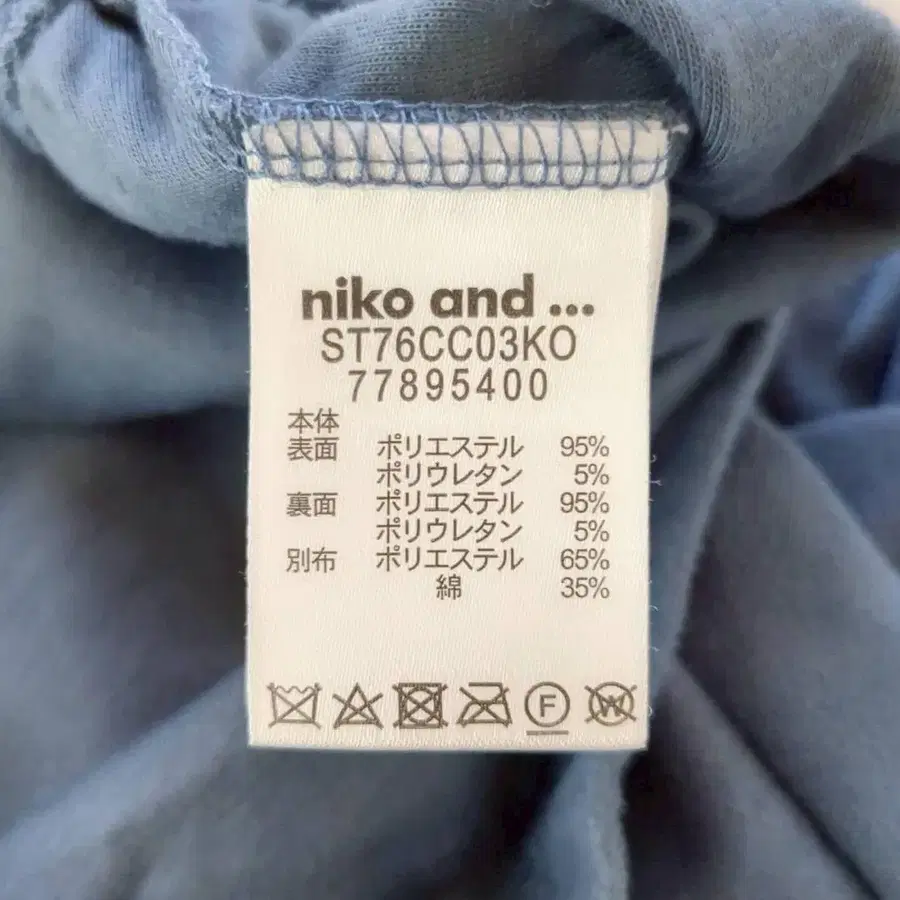 niko and ...
ST76CC03KO
77895400
本体
表面 ポリエステル 95%
ポリウレタン 5%
裏面 ポリエステル 95%
ポリウレタン 5%
別布 ポリエステル 65%
綿 35%
F W